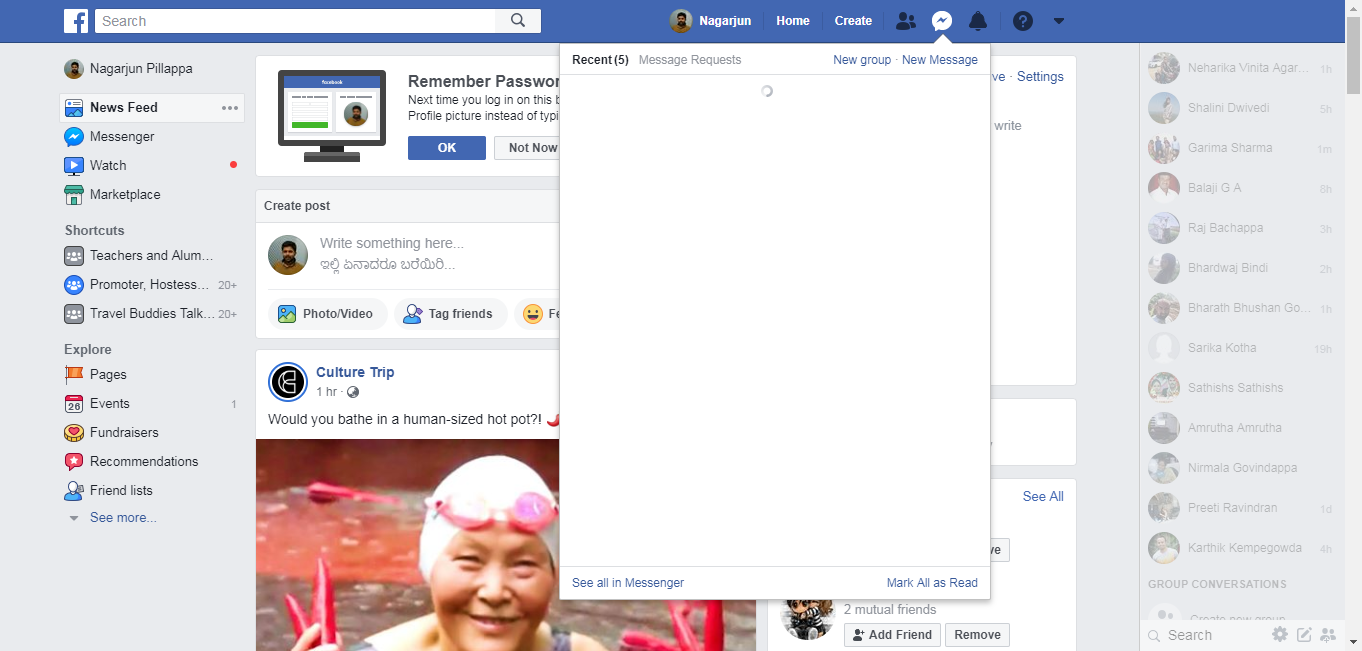 Search
Nagarjun
Home
Create
Nagarjun Pillappa
News Feed
Messenger
Watch
Marketplace
Shortcuts
Teachers and Alum...
Promoter, Hostess... 20+
Travel Buddies Talk... 20+
Explore
Pages
26 Events 1
Fundraisers
Recommendations
Friend lists
See more...
facebook
Remember Passwor
Next time you log in on this b
Profile picture instead of typi
OK
Not Now
Create post
Write something here...
ಇಲ್ಲಿ ಏನಾದರೂ ಬರೆಯಿರಿ...
Photo/Video
Tag friends
Fe
Culture Trip
1 hr ·
Would you bathe in a human-sized hot pot?!
Recent (5) Message Requests
New group · New Message
See all in Messenger
Mark All as Read
ve · Settings
write
See All
ve
2 mutual friends
Add Friend
Remove
Neharika Vinita Agar... 1h
Shalini Dwivedi 5h
Garima Sharma 1m
Balaji G A 8h
Raj Bachappa 3h
Bhardwaj Bindi 2h
Bharath Bhushan Go... 1h
Sarika Kotha 19h
Sathishs Sathishs
Amrutha Amrutha
Nirmala Govindappa
Preeti Ravindran 1d
Karthik Kempegowda 4h
GROUP CONVERSATIONS
Create new group
Search